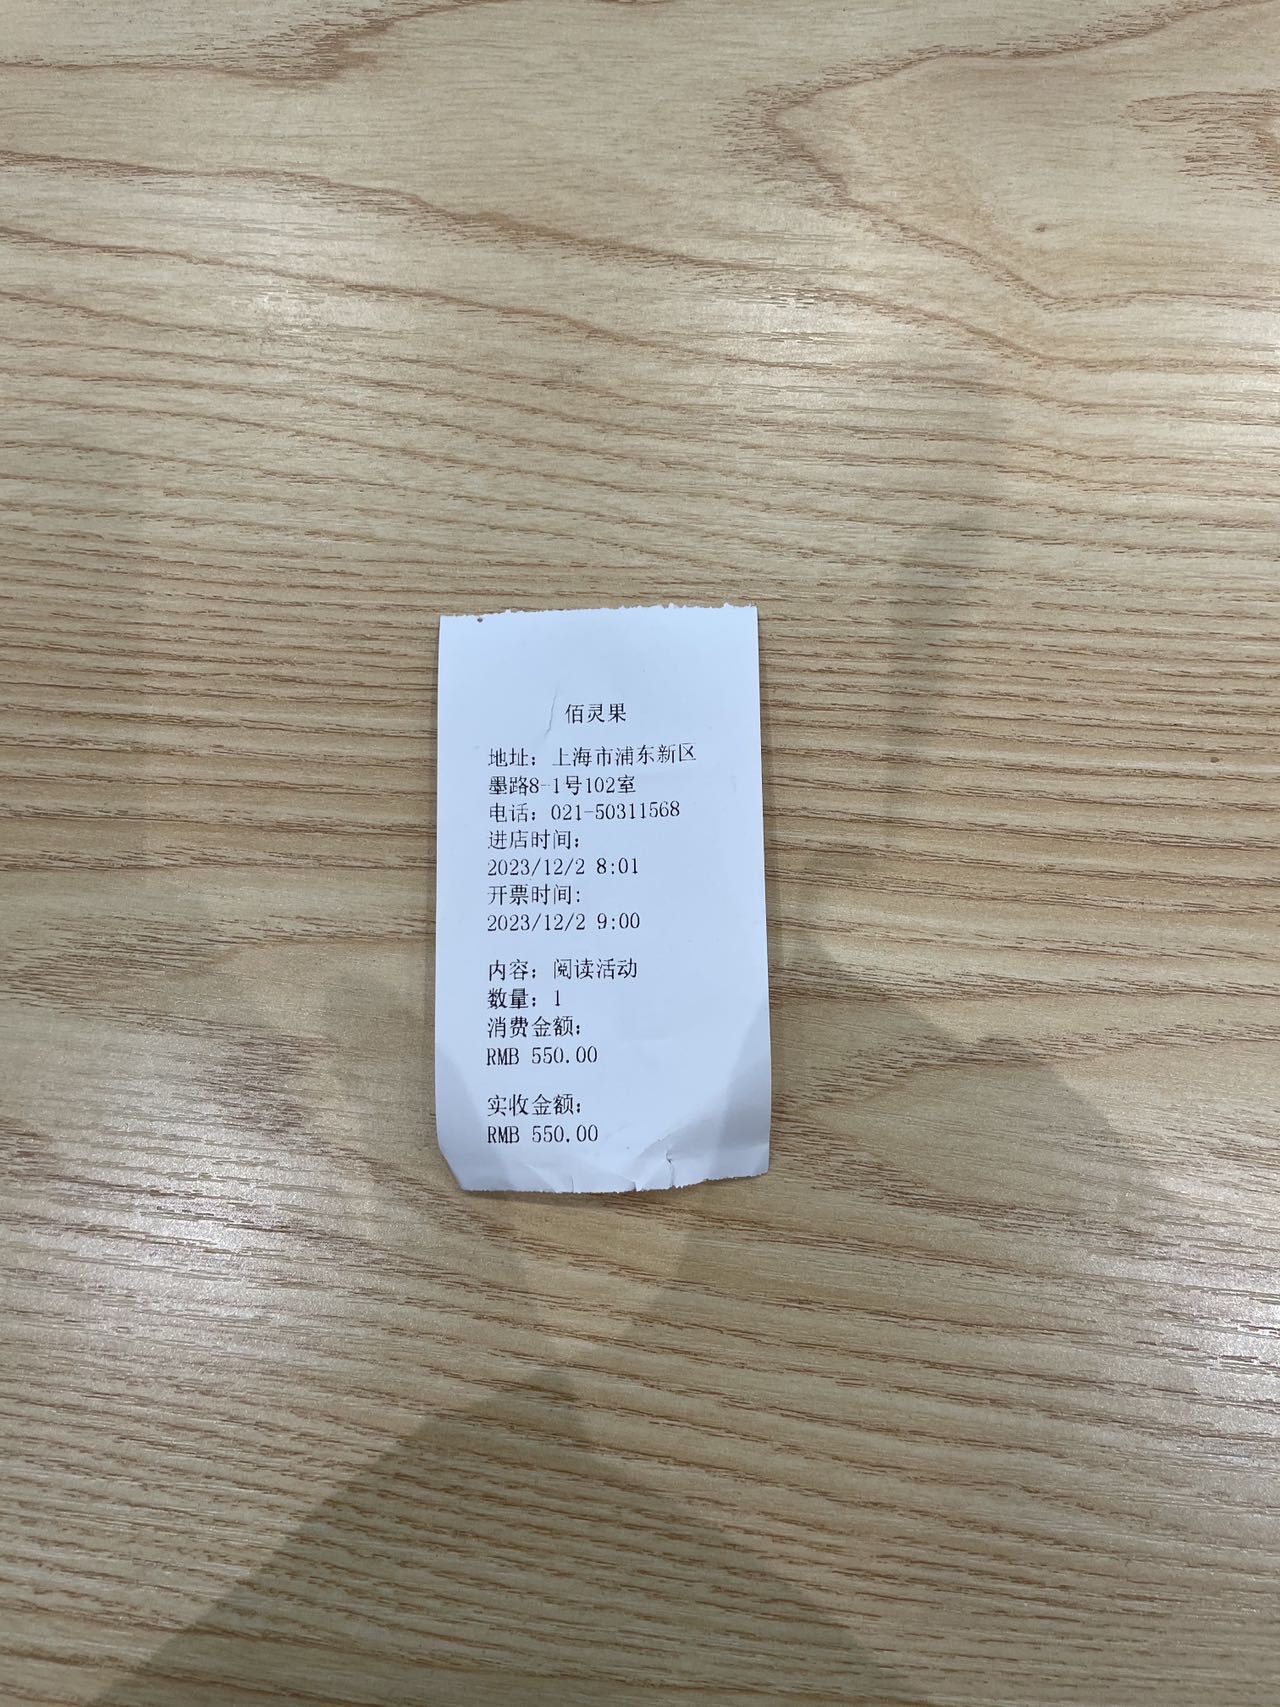 佰灵果
地址：上海市浦东新区
墨路8-1号102室
电话：021-50311568
进店时间：
2023/12/2 8:01
开票时间：
2023/12/2 9:00
内容：阅读活动
数量：1
消费金额：
RMB 550.00
实收金额：
RMB 550.00